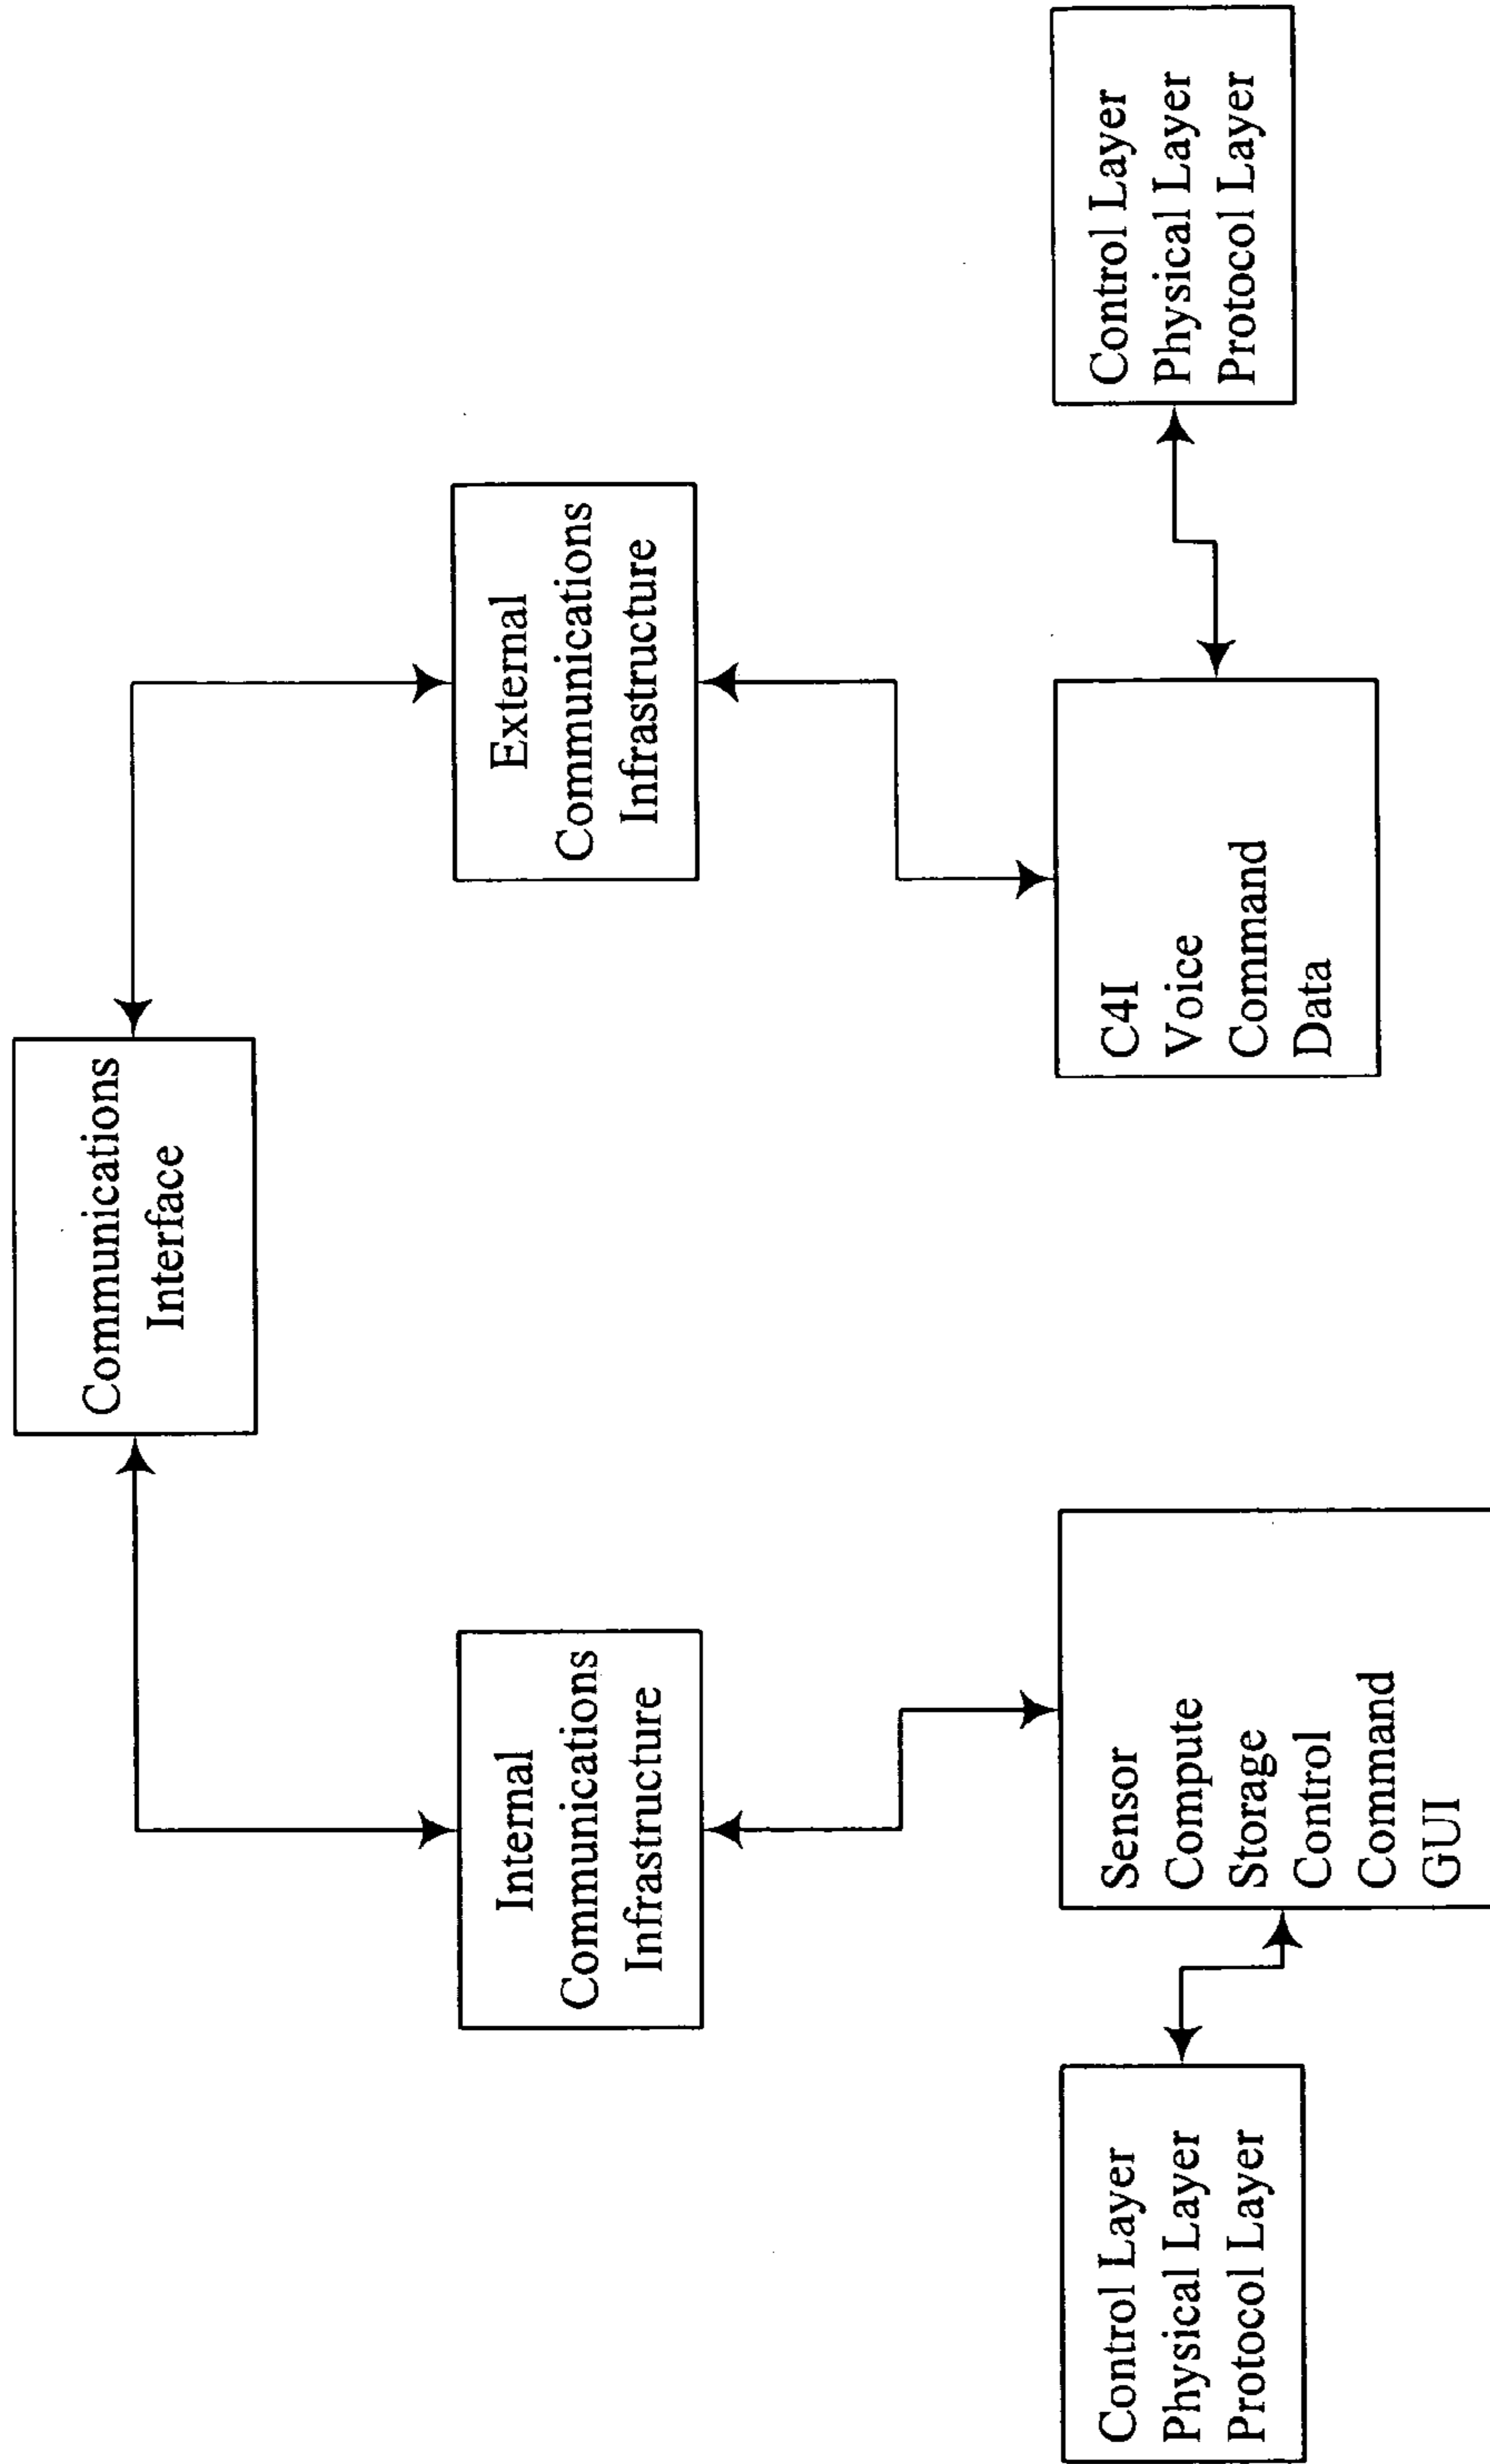 Communications
Interface
Internal
Communications
Infrastructure
External
Communications
Infrastructure
Control Layer
Physical Layer
Protocol Layer
Sensor
Compute
Storage
Control
Command
GUI
C4I
Voice
Command
Data
Control Layer
Physical Layer
Protocol Layer